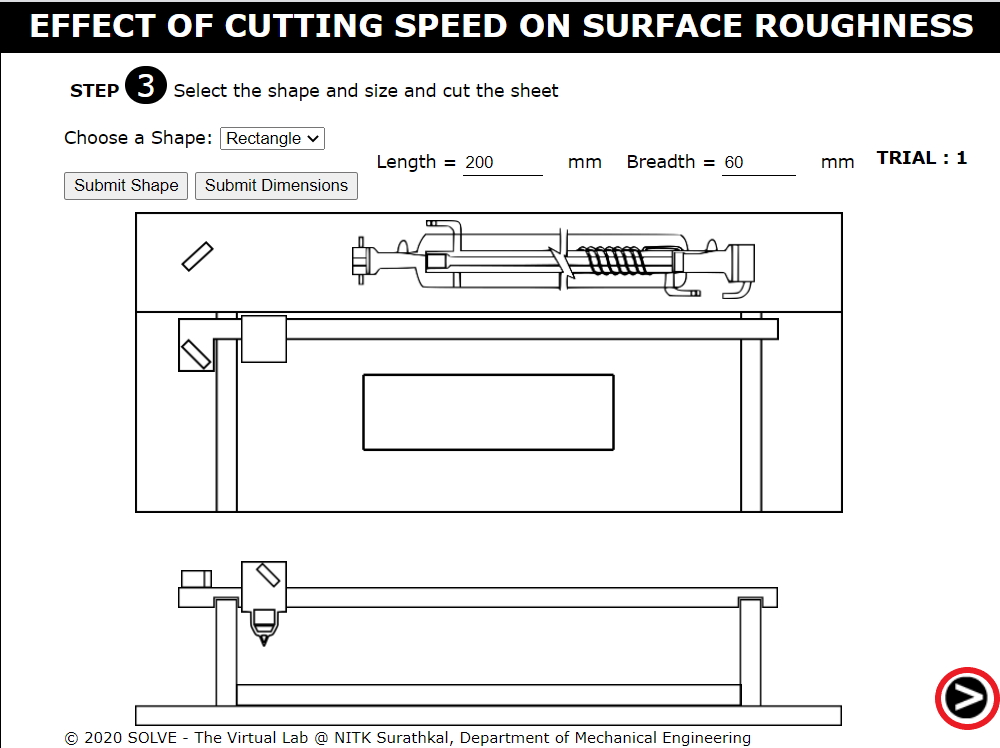 EFFECT OF CUTTING SPEED ON SURFACE ROUGHNESS
STEP 3 Select the shape and size and cut the sheet
Choose a Shape: Rectangle
Length = 200 mm Breadth = 60 mm TRIAL : 1
Submit Shape Submit Dimensions
© 2020 SOLVE - The Virtual Lab @ NITK Surathkal, Department of Mechanical Engineering